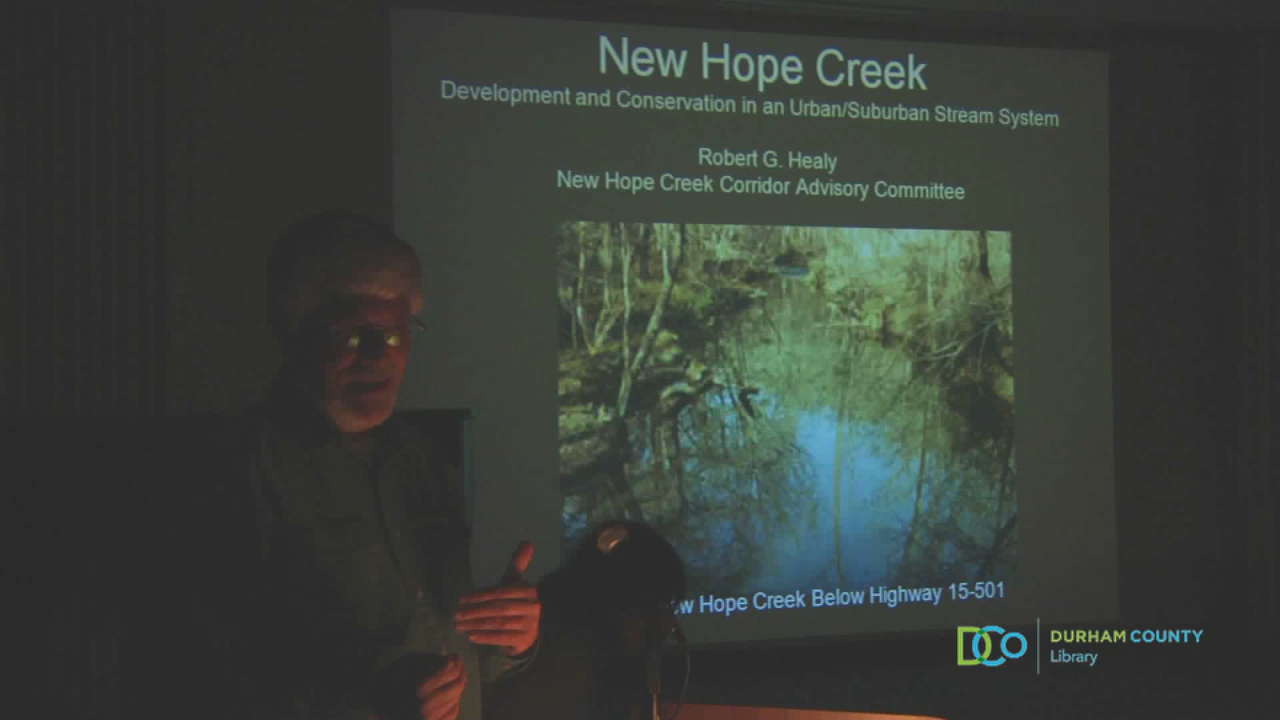 New Hope Creek
Development and Conservation in an Urban/Suburban Stream System
Robert G. Healy
New Hope Creek Corridor Advisory Committee
Hope Creek Below Highway 15-501
DCO
DURHAM COUNTY
Library